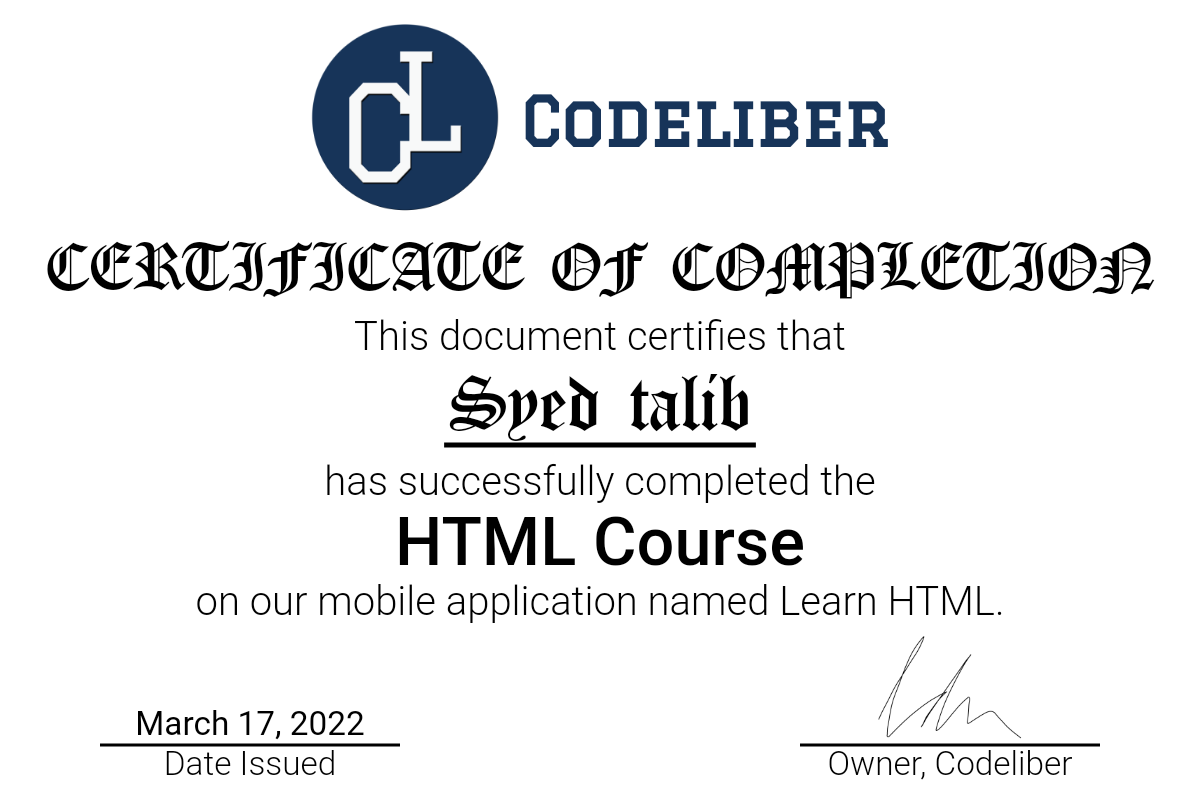 CL CODELIBER
CERTIFICATE OF COMPLETION
This document certifies that
Syed talib
has successfully completed the
HTML Course
on our mobile application named Learn HTML.
March 17, 2022
Date Issued
Owner, Codeliber